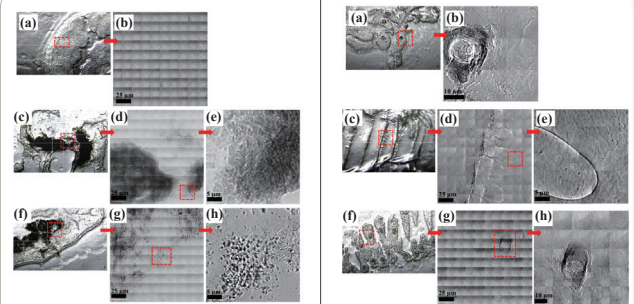 (a) (b)
25 µm
(c) (d) (e)
25 µm 5 µm
(f) (g) (h)
25 µm 5 µm
(a) (b)
10 µm
(c) (d) (e)
25 µm 5 µm
(f) (g) (h)
25 µm 10 µm